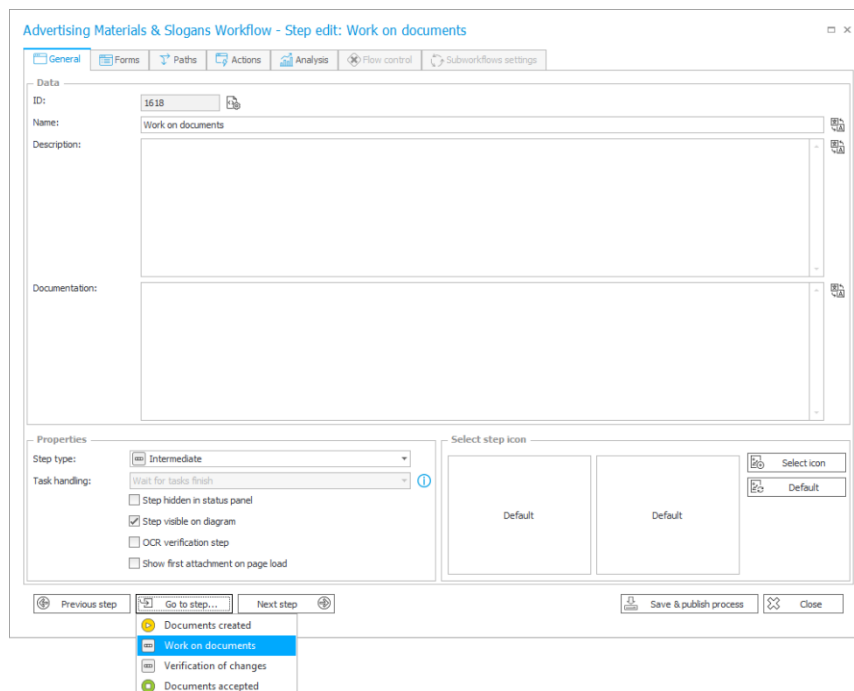 Advertising Materials & Slogans Workflow - Step edit: Work on documents
General Forms Paths Actions Analysis Flow control Subworkflows settings
Data
ID: 1618
Name: Work on documents
Description:
Documentation:
Properties
Step type: Intermediate
Task handling: Wait for tasks finish
Step hidden in status panel
Step visible on diagram
OCR verification step
Show first attachment on page load
Select step icon
Default Default
Select icon
Default
Previous step Go to step... Next step Save & publish process Close
Documents created
Work on documents
Verification of changes
Documents accepted